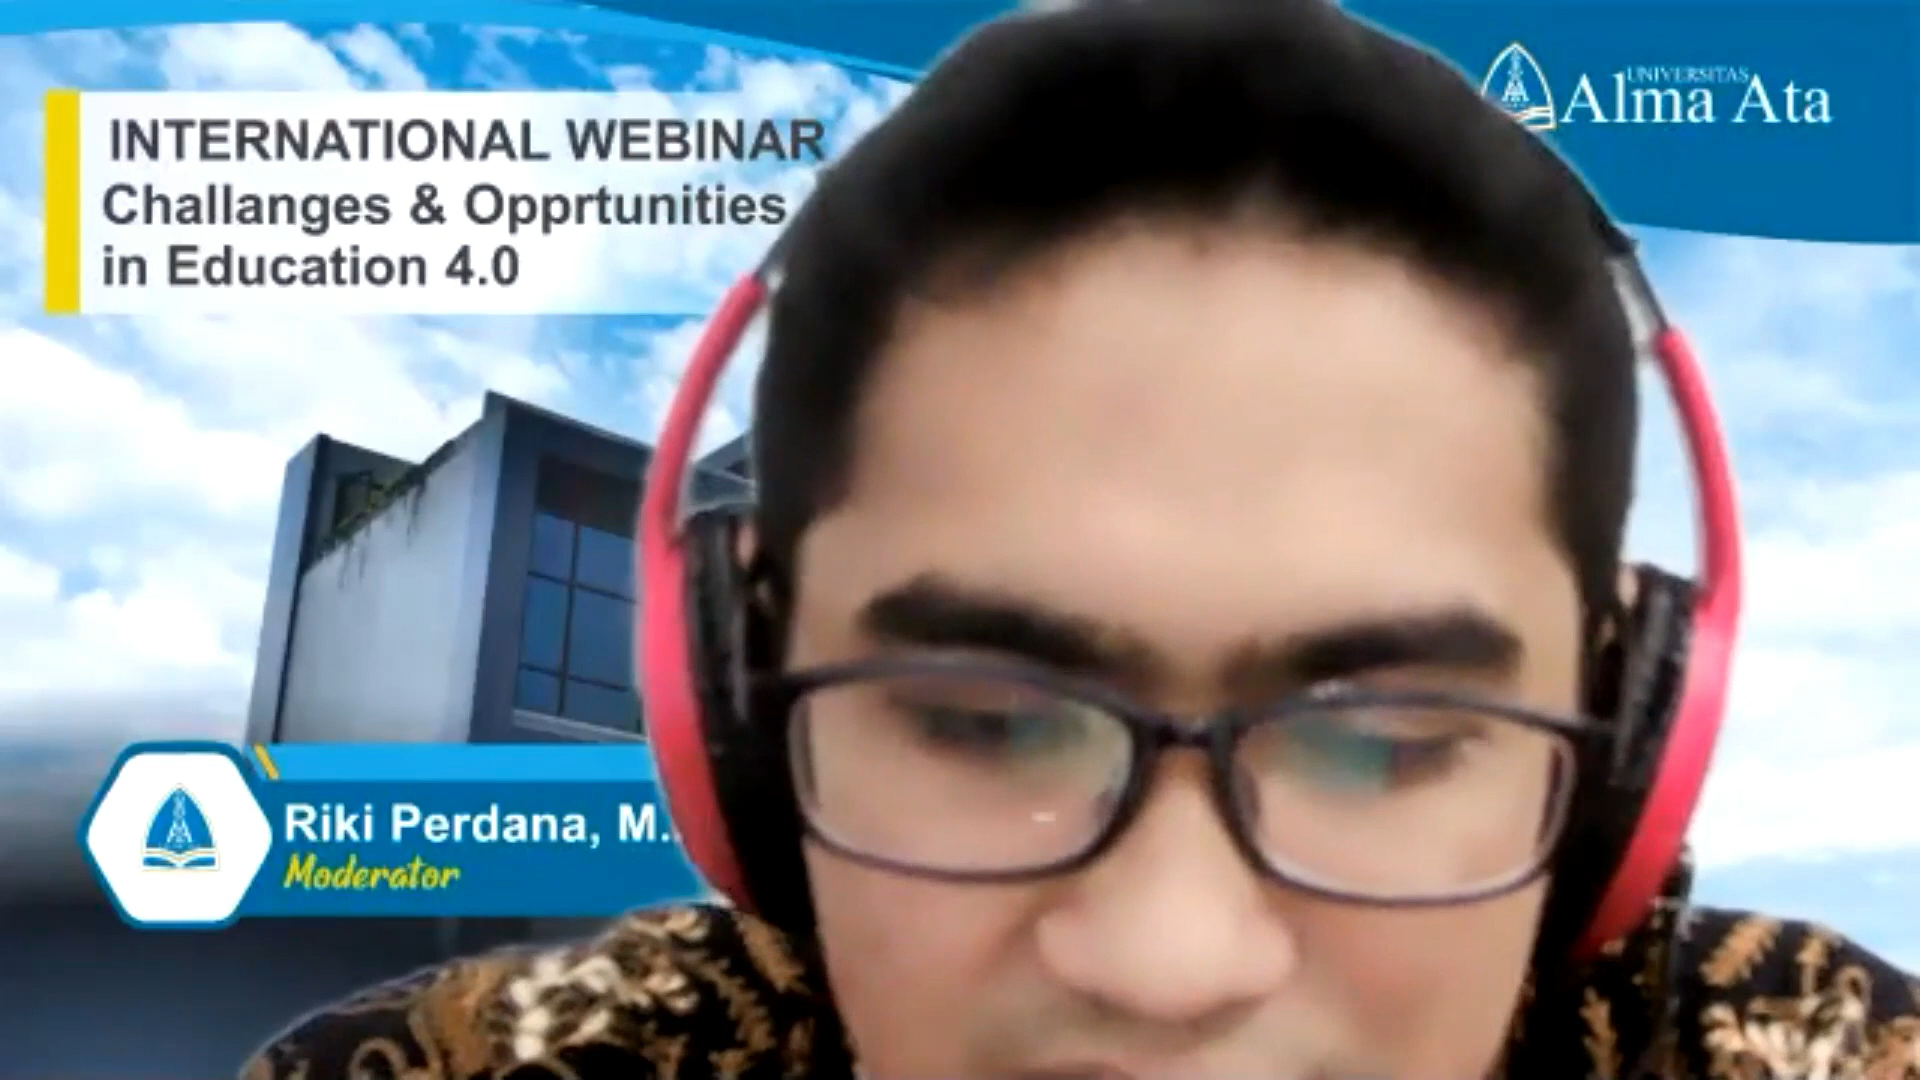 INTERNATIONAL WEBINAR
Challanges & Opprtunities
in Education 4.0
UNIVERSITAS
Alma Ata
Riki Perdana, M.
Moderator